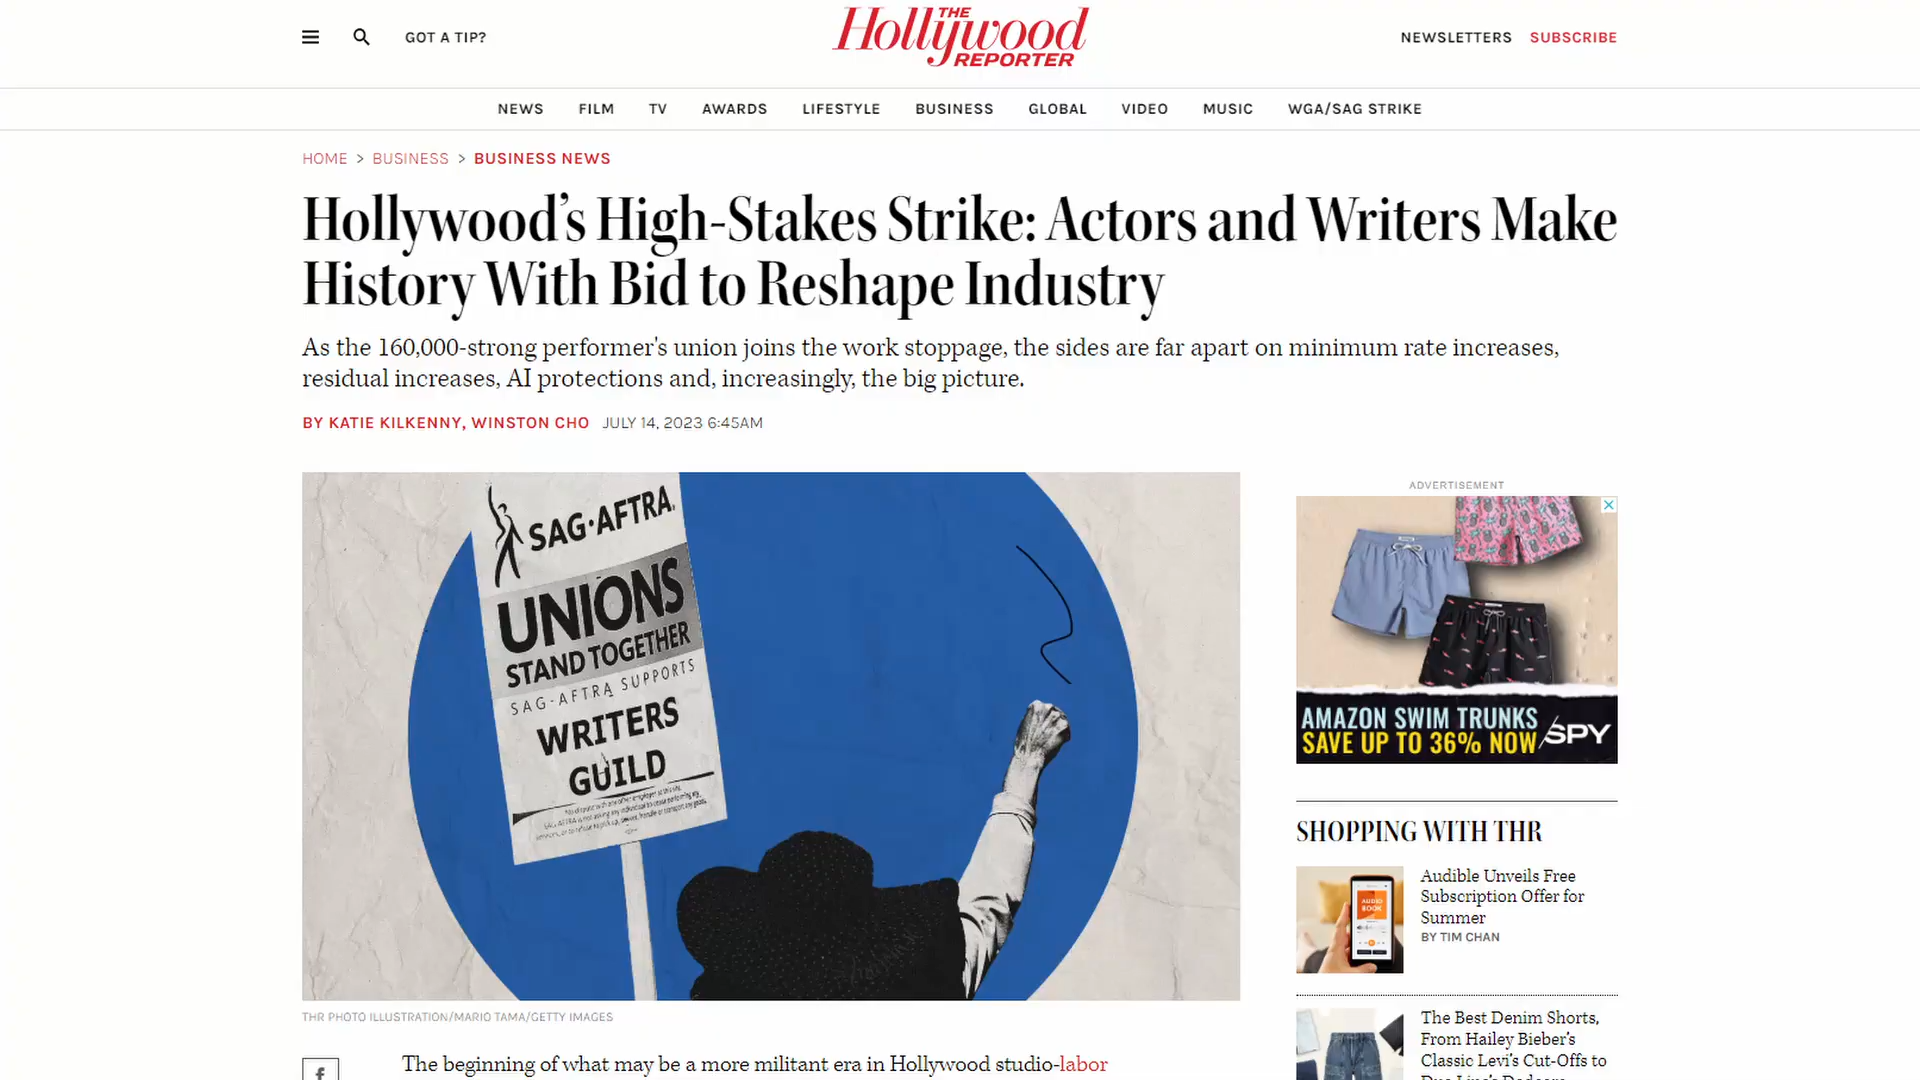 GOT A TIP?
THE
Hollywood
REPORTER
NEWSLETTERS
SUBSCRIBE
NEWS
FILM
TV
AWARDS
LIFESTYLE
BUSINESS
GLOBAL
VIDEO
MUSIC
WGA/SAG STRIKE
HOME > BUSINESS > BUSINESS NEWS
Hollywood’s High-Stakes Strike: Actors and Writers Make
History With Bid to Reshape Industry
As the 160,000-strong performer's union joins the work stoppage, the sides are far apart on minimum rate increases,
residual increases, AI protections and, increasingly, the big picture.
BY KATIE KILKENNY, WINSTON CHO JULY 14, 2023 6:45AM
SAG·AFTRA
UNIONS
STAND TOGETHER
SAG-AFTRA SUPPORTS
WRITERS
GUILD
THR PHOTO ILLUSTRATION/MARIO TAMA/GETTY IMAGES
The beginning of what may be a more militant era in Hollywood studio-labor
ADVERTISEMENT
AMAZON SWIM TRUNKS
SAVE UP TO 36% NOW
SPY
SHOPPING WITH THR
AUDIO
BOOK
Audible Unveils Free
Subscription Offer for
Summer
BY TIM CHAN
The Best Denim Shorts,
From Hailey Bieber’s
Classic Levi’s Cut-Offs to